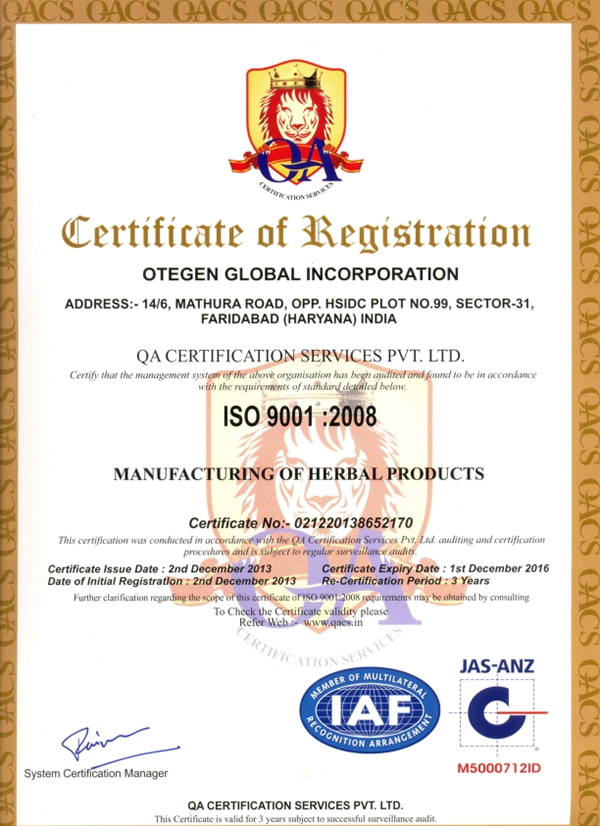 QA
CERTIFICATION SERVICES
Certificate of Registration
OTEGEN GLOBAL INCORPORATION
ADDRESS:- 14/6, MATHURA ROAD, OPP. HSIDC PLOT NO.99, SECTOR-31,
FARIDABAD (HARYANA) INDIA
QA CERTIFICATION SERVICES PVT. LTD.
Certify that the management system of the above organisation has been audited and found to be in accordance
with the requirements of standard detailed below.
ISO 9001 :2008
MANUFACTURING OF HERBAL PRODUCTS
Certificate No:- 021220138652170
This certification was conducted in accordance with the QA Certification Services Pvt. Ltd. auditing and certification
procedures and is subject to regular surveillance audits.
Certificate Issue Date : 2nd December 2013 Certificate Expiry Date : 1st December 2016
Date of Initial Registration : 2nd December 2013 Re-Certification Period : 3 Years
Further clarification regarding the scope of this certificate of ISO 9001:2008 requirements may be obtained by consulting
To Check the Certificate validity please
Refer Web :- www.qacs.in
QA
CERTIFICATION SERVICES
MEMBER OF MULTILATERAL
IAF
RECOGNITION ARRANGEMENT
JAS-ANZ
C
M5000712ID
System Certification Manager
QA CERTIFICATION SERVICES PVT. LTD.
This Certificate is valid for 3 years subject to successful surveillance audit.
QACS QACS QACS QACS QACS QACS QACS